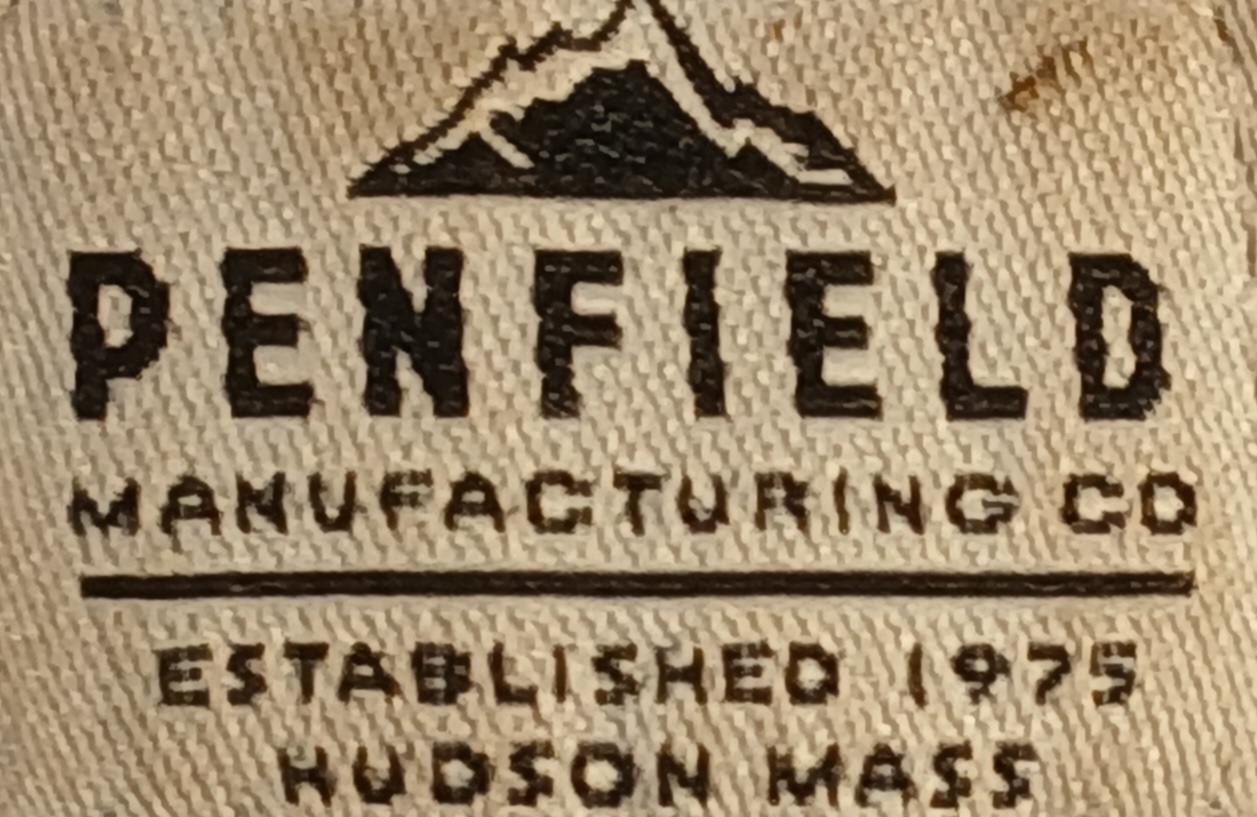 PENFIELD
MANUFACTURING CO
ESTABLISHED 1975
HUDSON MASS